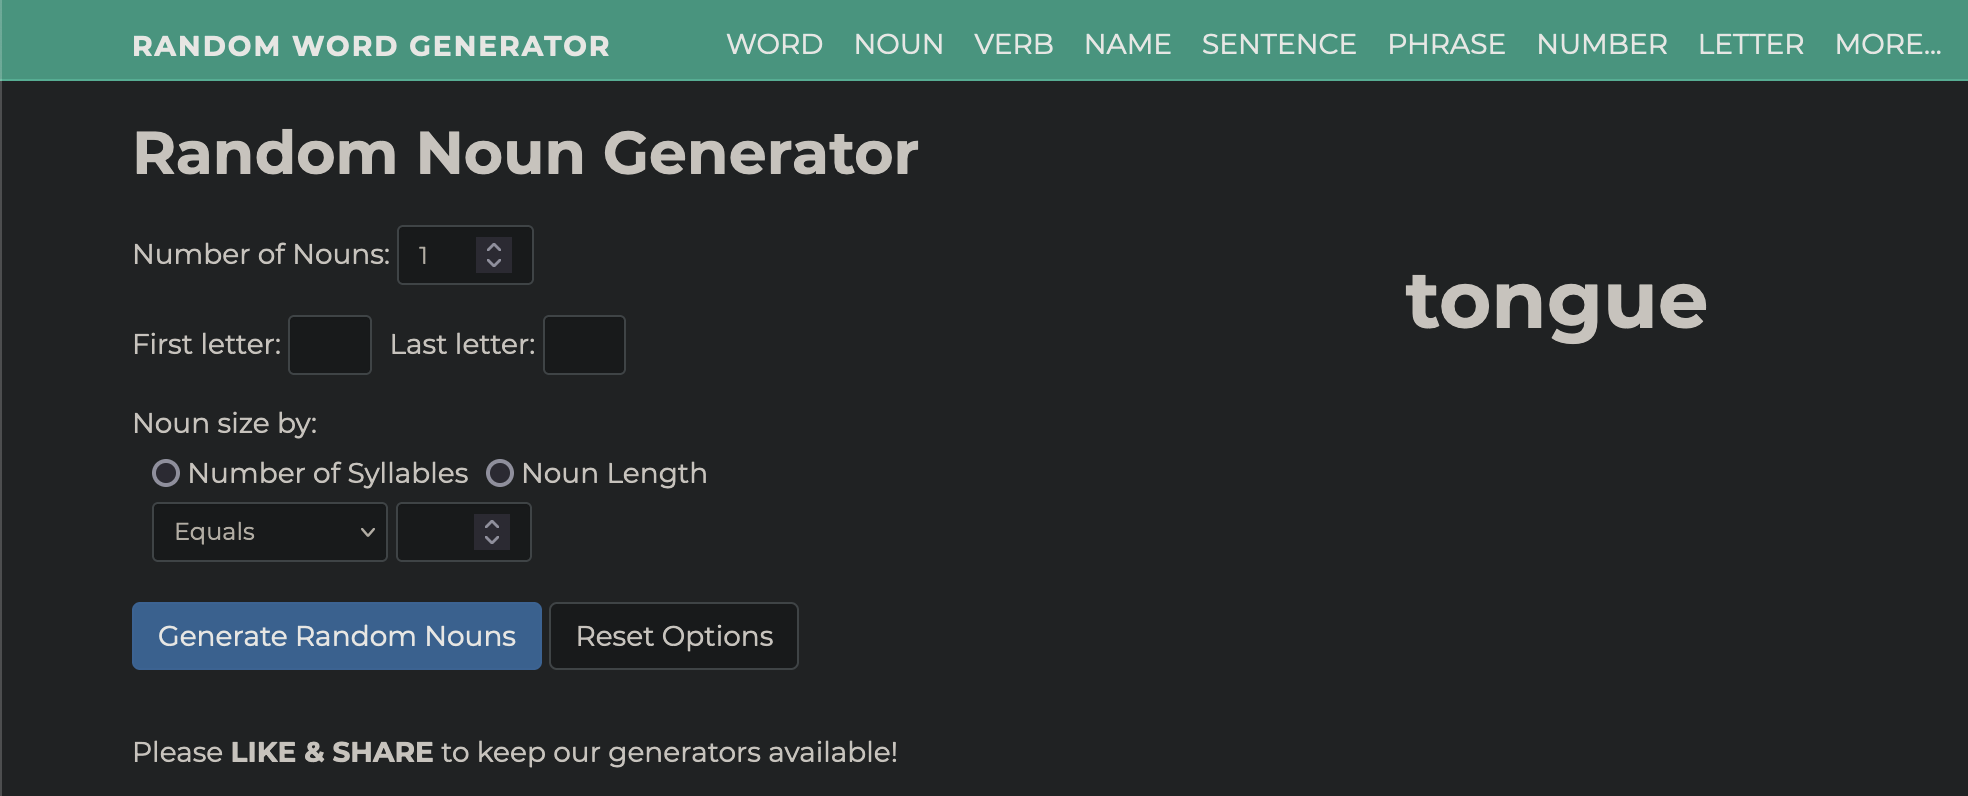 RANDOM WORD GENERATOR WORD NOUN VERB NAME SENTENCE PHRASE NUMBER LETTER MORE...
Random Noun Generator
Number of Nouns: 1
tongue
First letter: Last letter:
Noun size by:
Number of Syllables Noun Length
Equals
Generate Random Nouns Reset Options
Please LIKE & SHARE to keep our generators available!